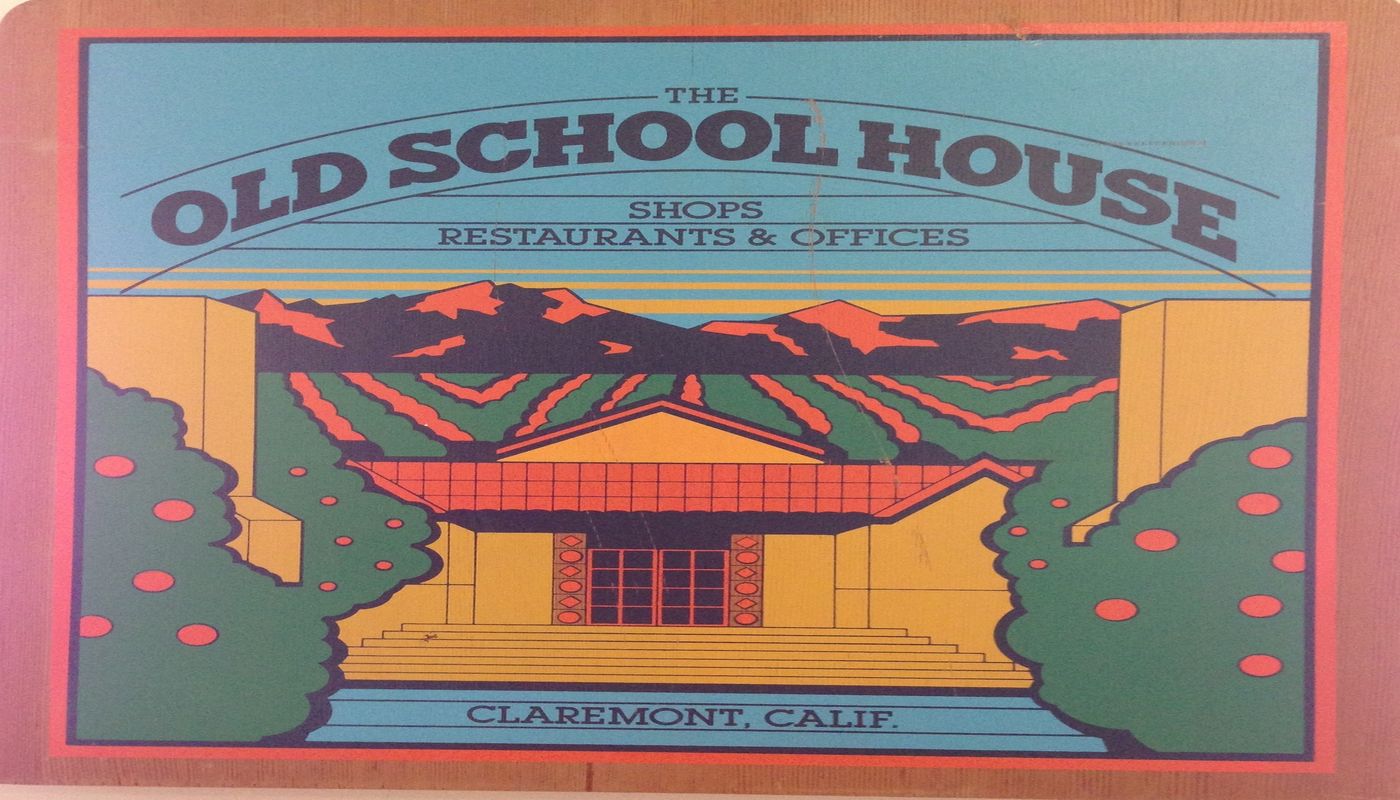 THE
OLD SCHOOL HOUSE
SHOPS
RESTAURANTS & OFFICES
CLAREMONT, CALIF.